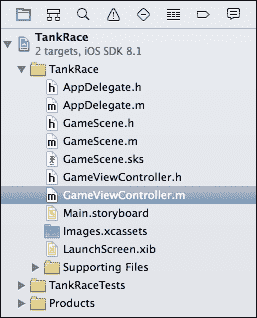 TankRace
2 targets, iOS SDK 8.1
TankRace
h AppDelegate.h
m AppDelegate.m
h GameScene.h
m GameScene.m
GameScene.sks
h GameViewController.h
m GameViewController.m
Main.storyboard
Images.xcassets
LaunchScreen.xib
Supporting Files
TankRaceTests
Products